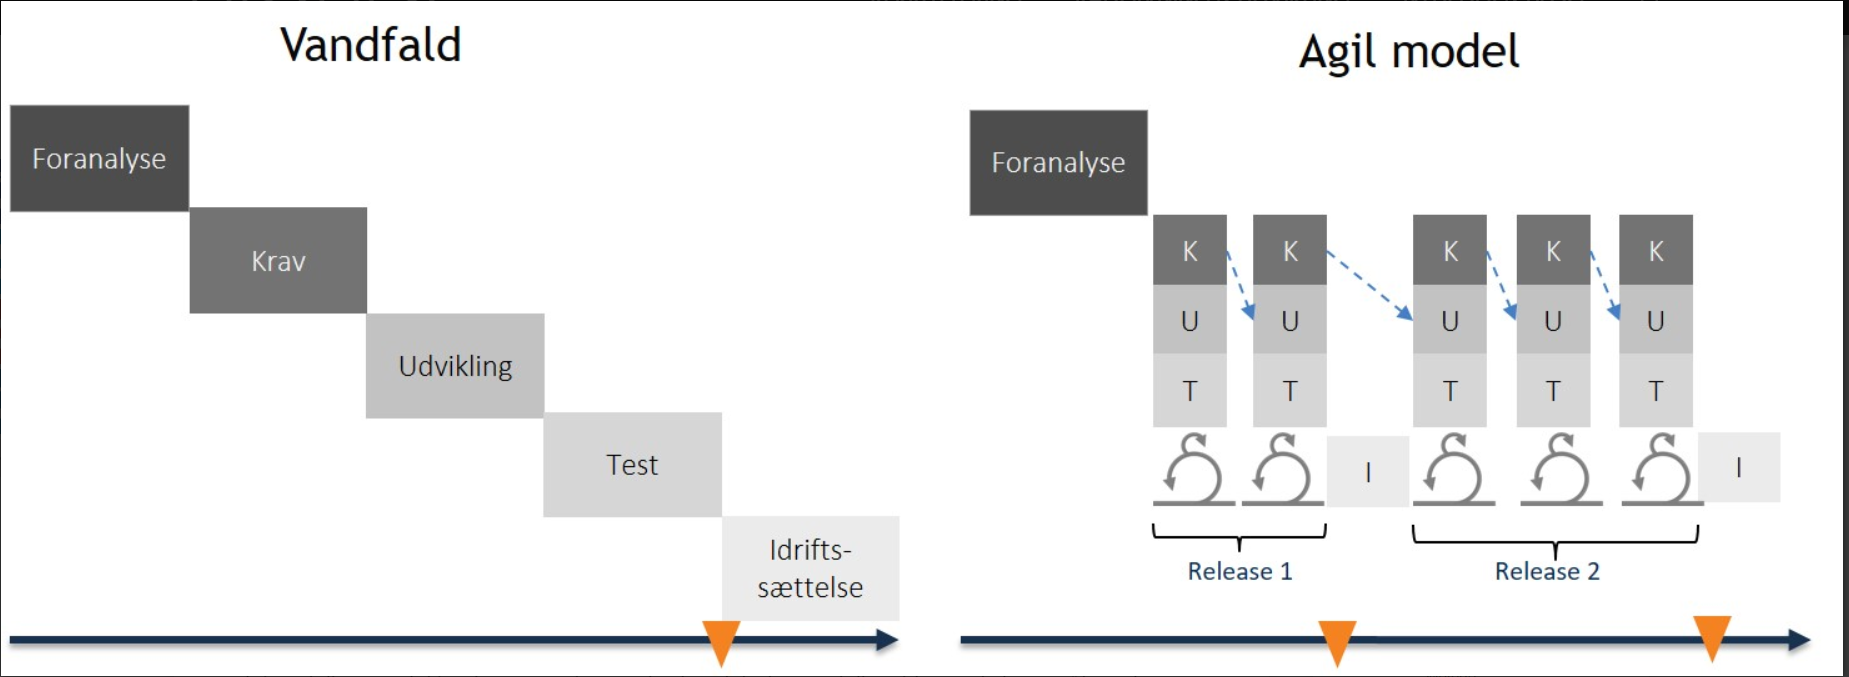 Vandfald
Foranalyse
Krav
Udvikling
Test
Idrifts-
sættelse
Agil model
Foranalyse
K K K K K
U U U U U
T T T T T
I I
Release 1 Release 2